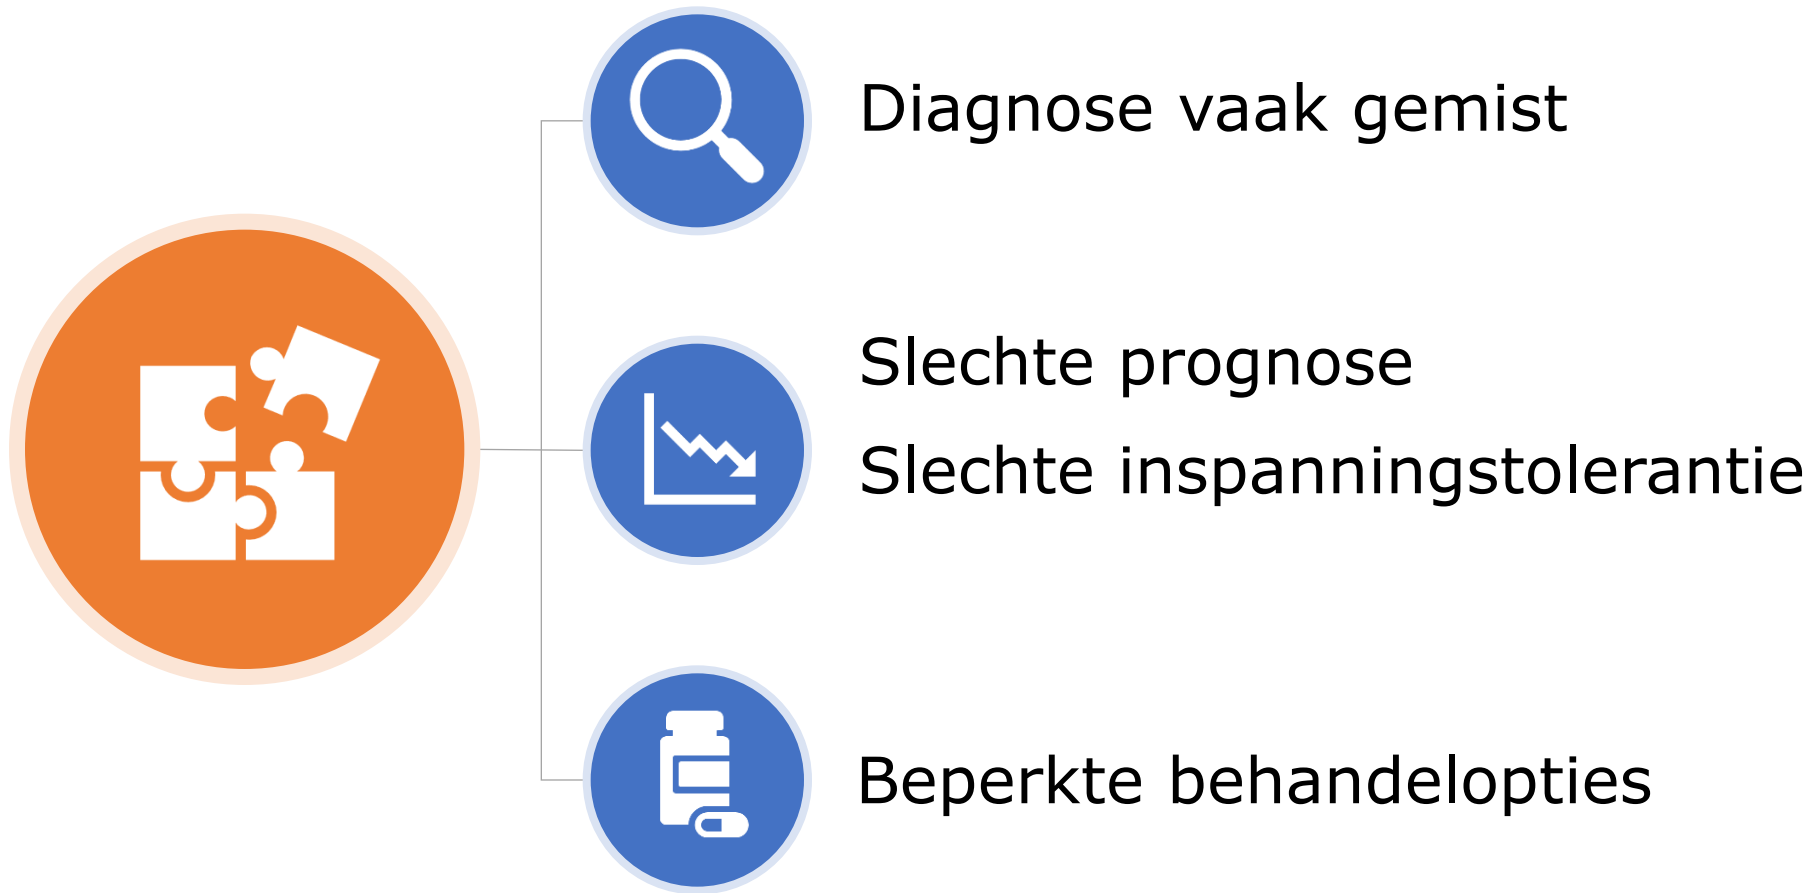 Diagnose vaak gemist
Slechte prognose
Slechte inspanningstolerantie
Beperkte behandelopties